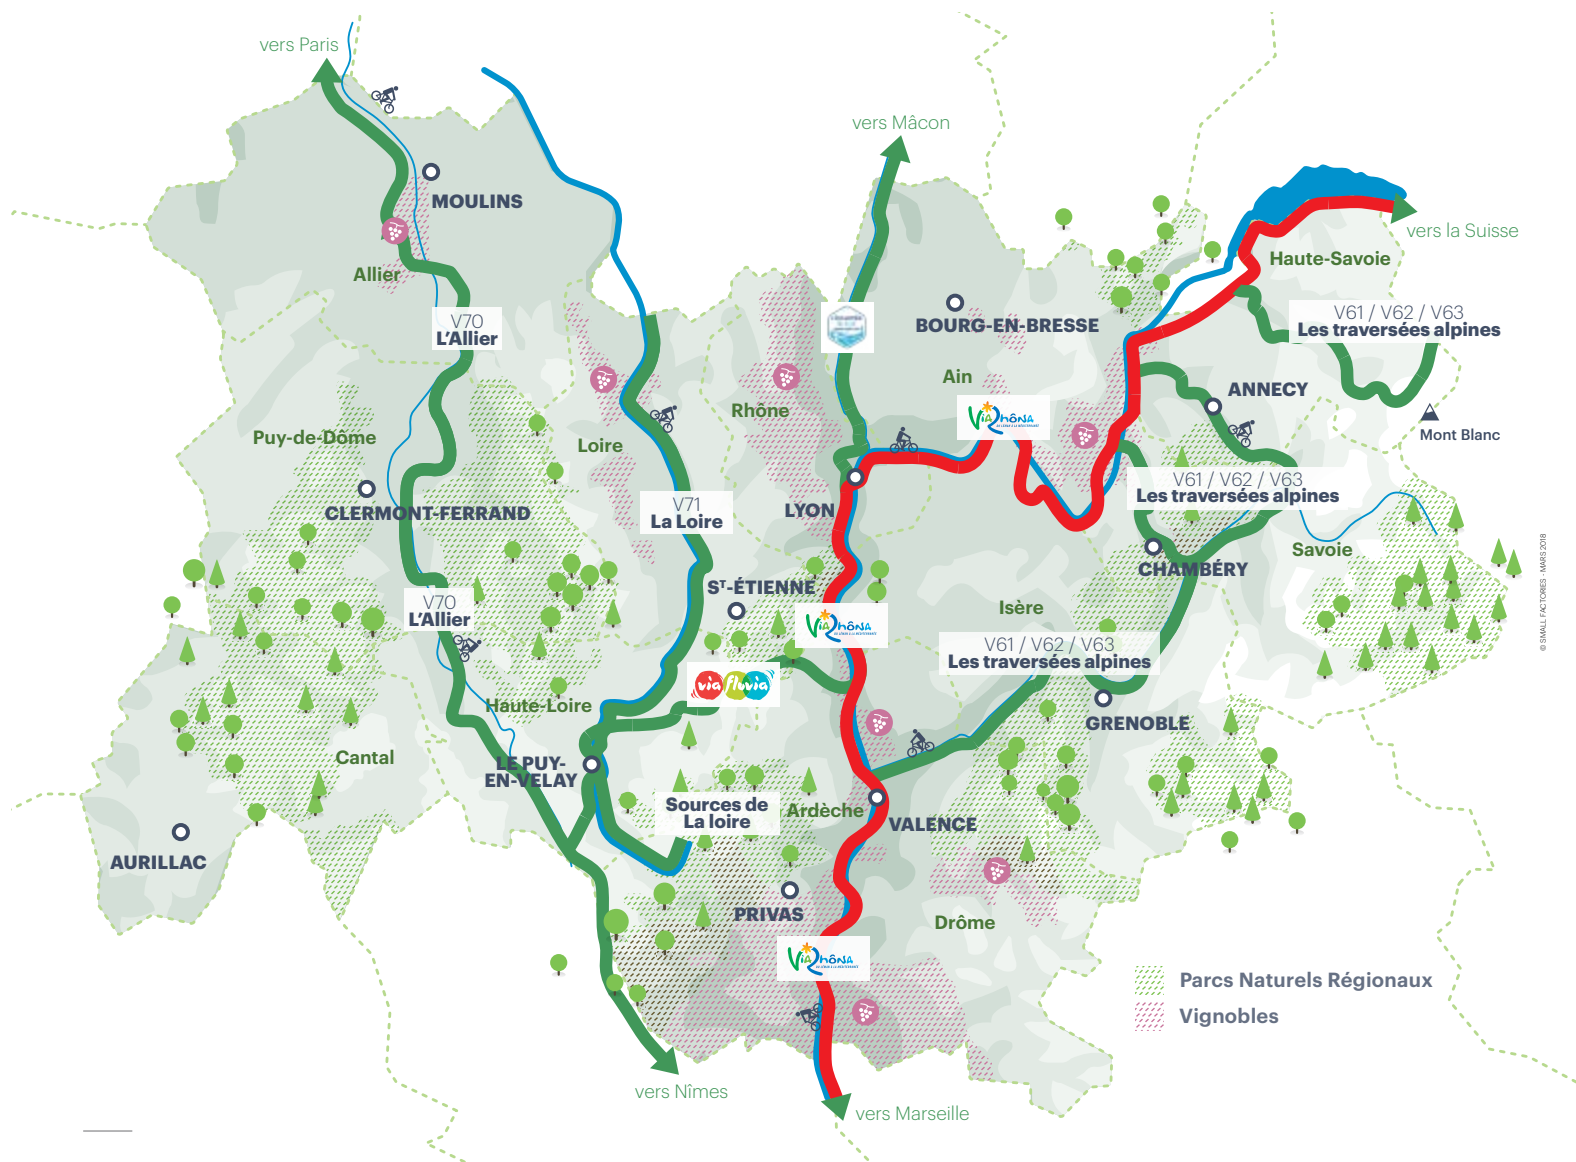 vers Paris
vers Mâcon
MOULINS
vers la Suisse
Haute-Savoie
Allier
V70
L'Allier
BOURG-EN-BRESSE
V61 / V62 / V63
Les traversées alpines
Ain
ANNECY
Rhône
ViaRhôna
Mont Blanc
Puy-de-Dôme
Loire
CLERMONT-FERRAND
V71
La Loire
LYON
V61 / V62 / V63
Les traversées alpines
Savoie
CHAMBÉRY
ST-ÉTIENNE
V70
L'Allier
Isère
ViaRhôna
V61 / V62 / V63
Les traversées alpines
© SMALL FACTORIES - MARS 2018
via fluvia
Haute-Loire
GRENOBLE
Cantal
LE PUY-
EN-VELAY
Sources de
La loire
Ardèche
VALENCE
AURILLAC
PRIVAS
Drôme
ViaRhôna
Parcs Naturels Régionaux
Vignobles
vers Nîmes
vers Marseille